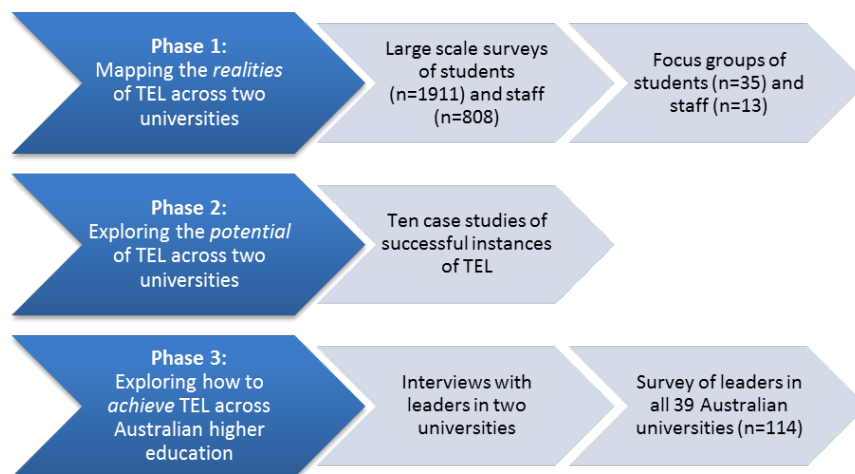 Phase 1:
Mapping the realities
of TEL across two
universities
Large scale surveys
of students
(n=1911) and staff
(n=808)
Focus groups of
students (n=35) and
staff (n=13)
Phase 2:
Exploring the potential
of TEL across two
universities
Ten case studies of
successful instances
of TEL
Phase 3:
Exploring how to
achieve TEL across
Australian higher
education
Interviews with
leaders in two
universities
Survey of leaders in
all 39 Australian
universities (n=114)